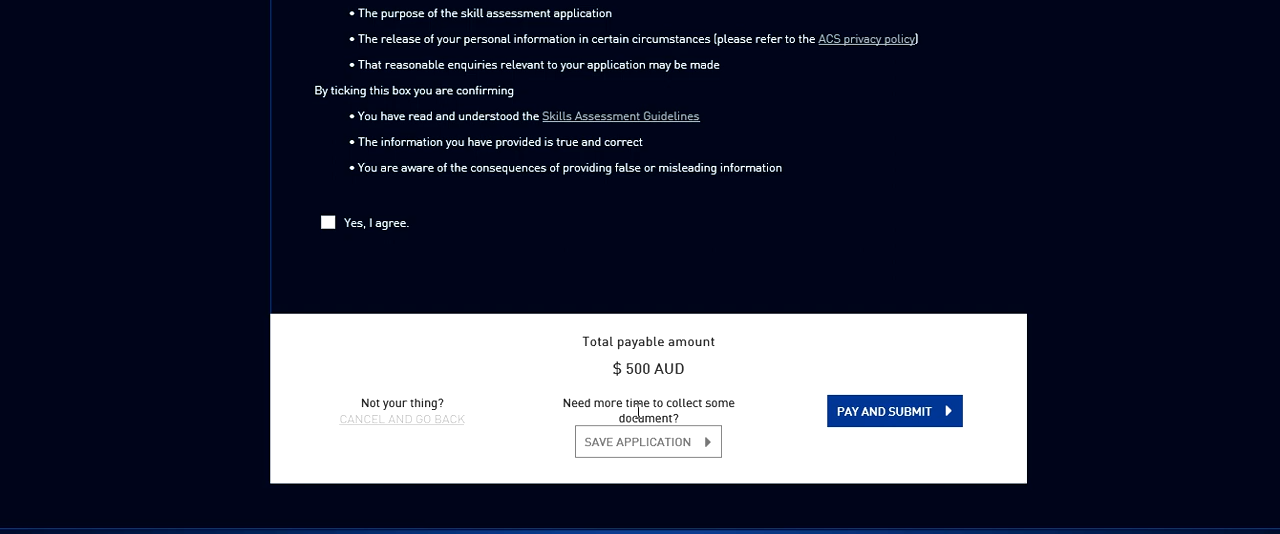 • The purpose of the skill assessment application
• The release of your personal information in certain circumstances (please refer to the ACS privacy policy)
• That reasonable enquiries relevant to your application may be made
By ticking this box you are confirming
• You have read and understood the Skills Assessment Guidelines
• The information you have provided is true and correct
• You are aware of the consequences of providing false or misleading information
Yes, I agree.
Total payable amount
$ 500 AUD
Not your thing?
CANCEL AND GO BACK
Need more time to collect some
document?
SAVE APPLICATION
PAY AND SUBMIT